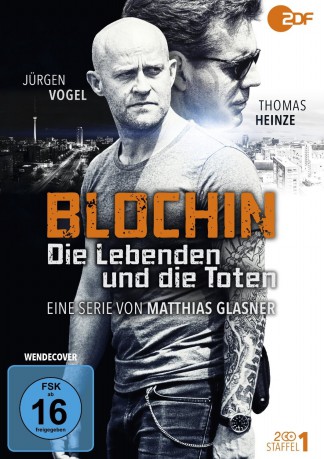 ZDF
JÜRGEN
VOGEL
THOMAS
HEINZE
BLOCHIN
Die Lebenden
und die Toten
EINE SERIE VON MATTHIAS GLASNER
WENDECOVER
FSK
ab
16
freigegeben
2
STAFFEL 1